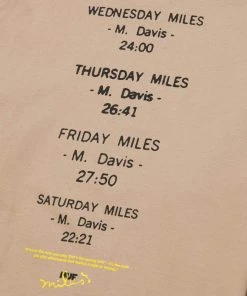 WEDNESDAY MILES
- M. Davis -
24:00
THURSDAY MILES
- M. Davis -
26:41
FRIDAY MILES
- M. Davis -
27:50
SATURDAY MILES
- M. Davis -
22:21
miles